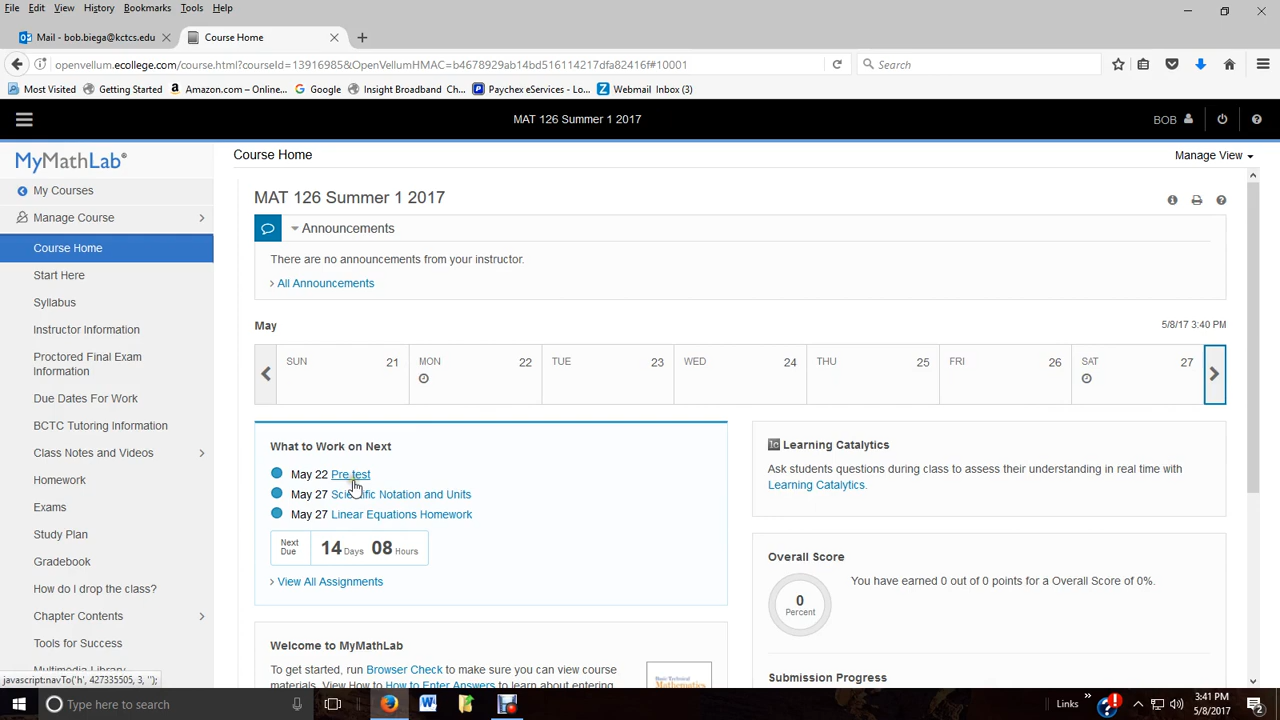 File Edit View History Bookmarks Tools Help
Mail - bob.biega@kctcs.edu
Course Home
openvellum.ecollege.com/course.html?courseId=13916985&OpenVellumHMAC=b4678929ab14bd516114217dfa82416f#10001
Search
Most Visited Getting Started Amazon.com – Online... Google Insight Broadband Ch... Paychex eServices - Lo... Webmail Inbox (3)
MAT 126 Summer 1 2017
BOB
MyMathLab®
Course Home
Manage View
My Courses
Manage Course
Course Home
Start Here
Syllabus
Instructor Information
Proctored Final Exam
Information
Due Dates For Work
BCTC Tutoring Information
Class Notes and Videos
Homework
Exams
Study Plan
Gradebook
How do I drop the class?
Chapter Contents
Tools for Success
Multimedia Library
MAT 126 Summer 1 2017
Announcements
There are no announcements from your instructor.
All Announcements
May
5/8/17 3:40 PM
SUN 21 MON 22 TUE 23 WED 24 THU 25 FRI 26 SAT 27
What to Work on Next
May 22 Pre test
May 27 Scientific Notation and Units
May 27 Linear Equations Homework
Next
Due
14 Days 08 Hours
View All Assignments
Welcome to MyMathLab
To get started, run Browser Check to make sure you can view course
materials. View How to How to Enter Answers to learn about entering
Basic Technical
Mathematics
Learning Catalytics
Ask students questions during class to assess their understanding in real time with
Learning Catalytics.
Overall Score
You have earned 0 out of 0 points for a Overall Score of 0%.
0
Percent
Submission Progress
javascript:navTo('h', 427335505, 3, '');
Type here to search
Links
3:41 PM
5/8/2017
2